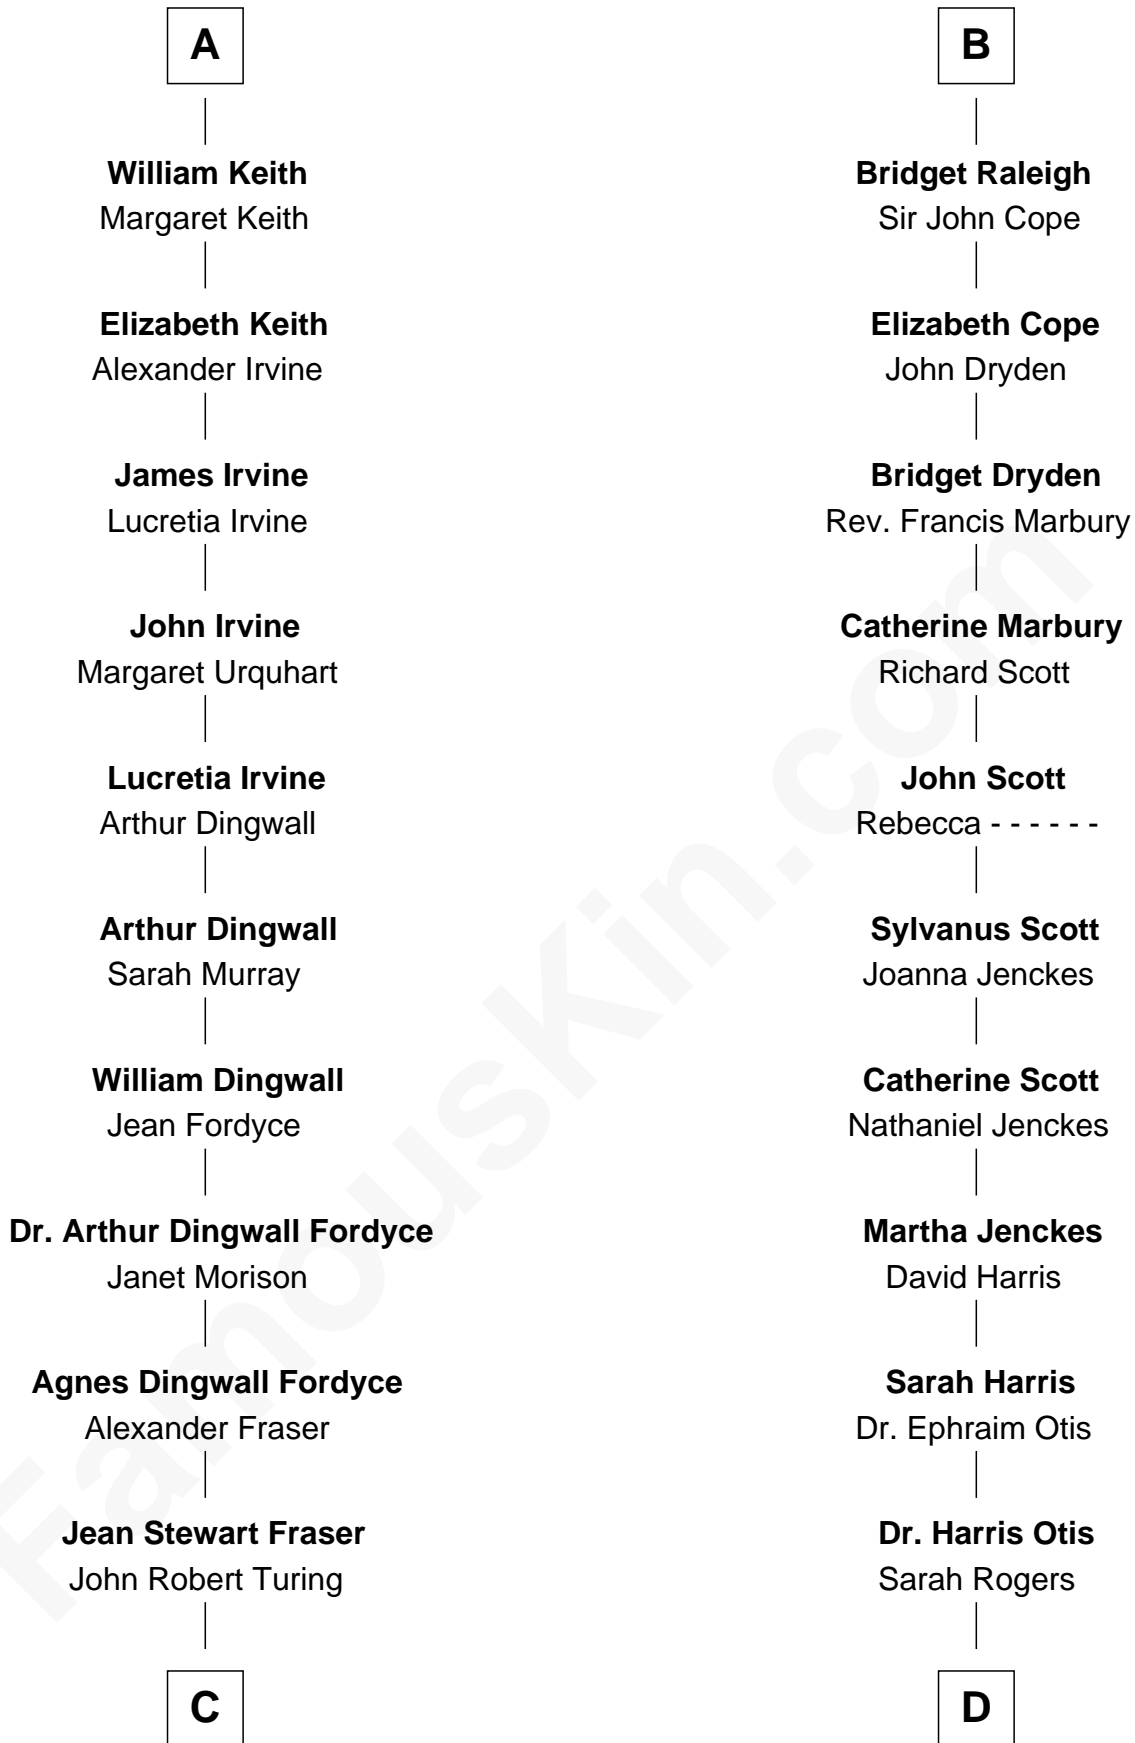 A
William Keith
Margaret Keith
Elizabeth Keith
Alexander Irvine
James Irvine
Lucretia Irvine
John Irvine
Margaret Urquhart
Lucretia Irvine
Arthur Dingwall
Arthur Dingwall
Sarah Murray
William Dingwall
Jean Fordyce
Dr. Arthur Dingwall Fordyce
Janet Morison
Agnes Dingwall Fordyce
Alexander Fraser
Jean Stewart Fraser
John Robert Turing
C
B
Bridget Raleigh
Sir John Cope
Elizabeth Cope
John Dryden
Bridget Dryden
Rev. Francis Marbury
Catherine Marbury
Richard Scott
John Scott
Rebecca - - - - - -
Sylvanus Scott
Joanna Jenckes
Catherine Scott
Nathaniel Jenckes
Martha Jenckes
David Harris
Sarah Harris
Dr. Ephraim Otis
Dr. Harris Otis
Sarah Rogers
D
FamousKin.com